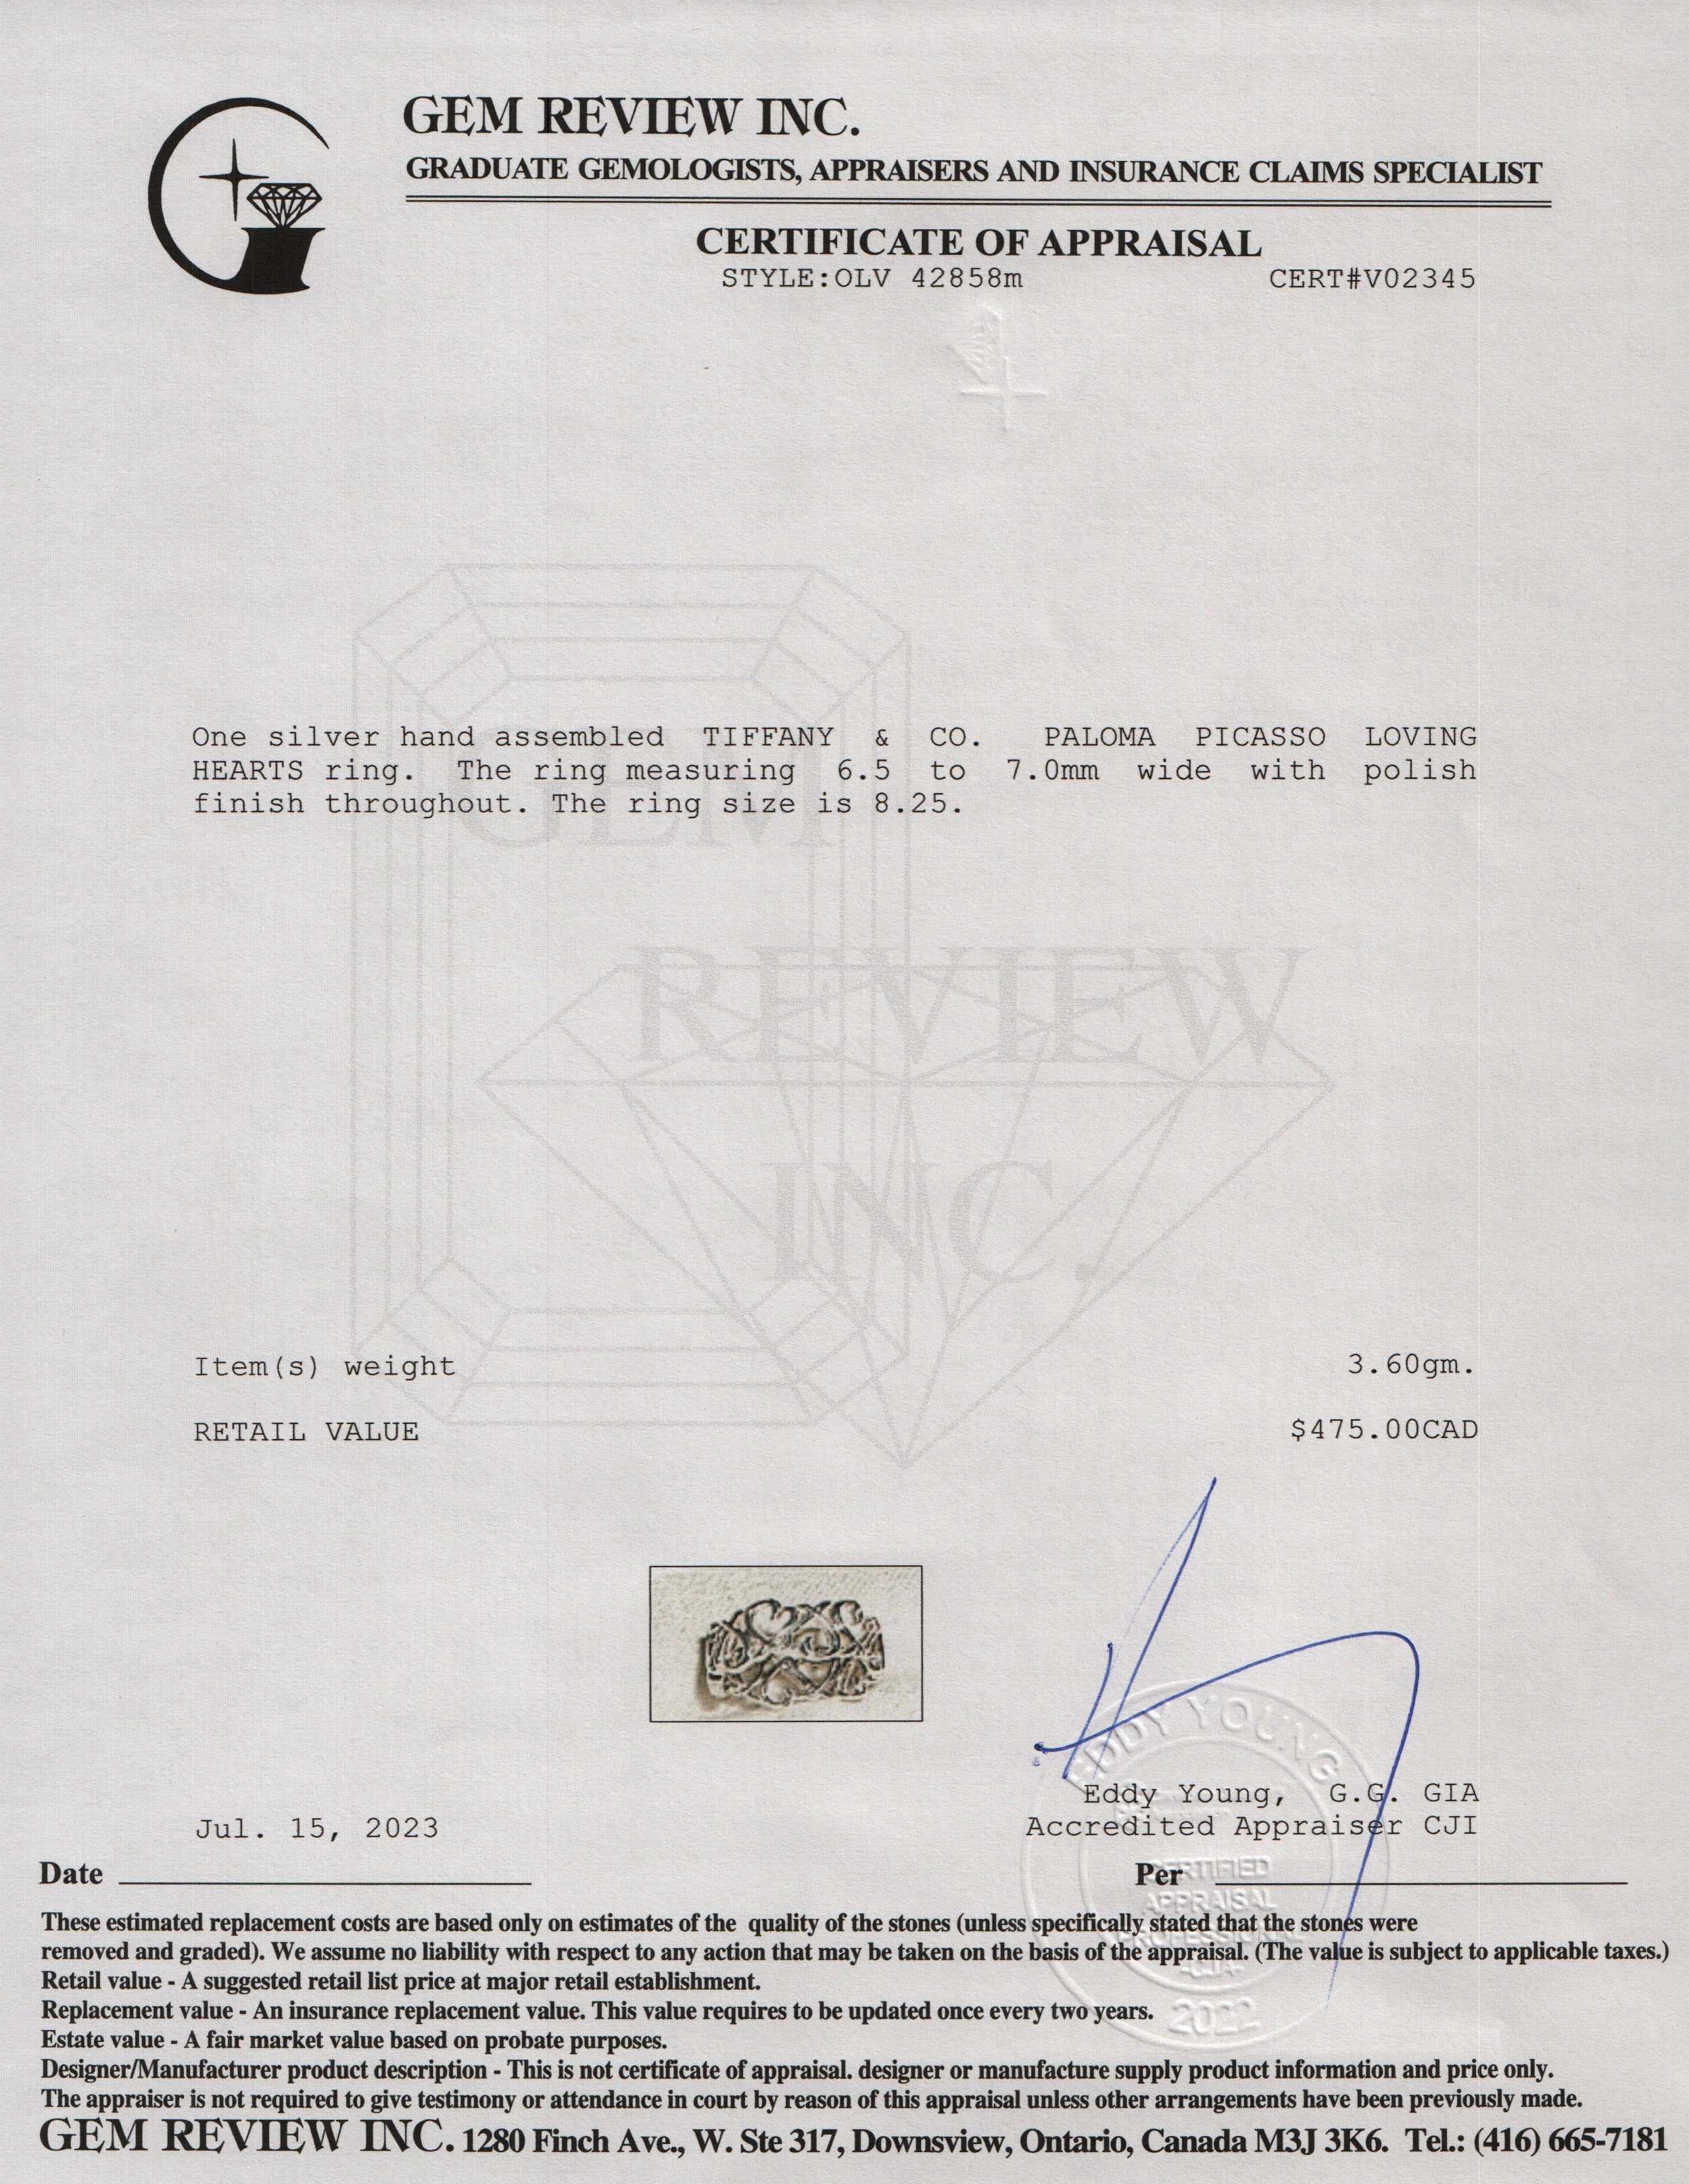 GEM REVIEW INC.
GRADUATE GEMOLOGISTS, APPRAISERS AND INSURANCE CLAIMS SPECIALIST
CERTIFICATE OF APPRAISAL
STYLE:OLV 42858m CERT#V02345
One silver hand assembled TIFFANY & CO. PALOMA PICASSO LOVING
HEARTS ring. The ring measuring 6.5 to 7.0mm wide with polish
finish throughout. The ring size is 8.25.
GEM
REVIEW
INC.
Item(s) weight 3.60gm.
RETAIL VALUE $475.00CAD
EDDY YOUNG
Eddy Young, G.G. GIA
Jul. 15, 2023 Accredited Appraiser CJI
Date Per
CERTIFIED
APPRAISAL
PROFESSIONAL
2022
These estimated replacement costs are based only on estimates of the quality of the stones (unless specifically stated that the stones were
removed and graded). We assume no liability with respect to any action that may be taken on the basis of the appraisal. (The value is subject to applicable taxes.)
Retail value - A suggested retail list price at major retail establishment.
Replacement value - An insurance replacement value. This value requires to be updated once every two years.
Estate value - A fair market value based on probate purposes.
Designer/Manufacturer product description - This is not certificate of appraisal. designer or manufacture supply product information and price only.
The appraiser is not required to give testimony or attendance in court by reason of this appraisal unless other arrangements have been previously made.
GEM REVIEW INC. 1280 Finch Ave., W. Ste 317, Downsview, Ontario, Canada M3J 3K6. Tel.: (416) 665-7181